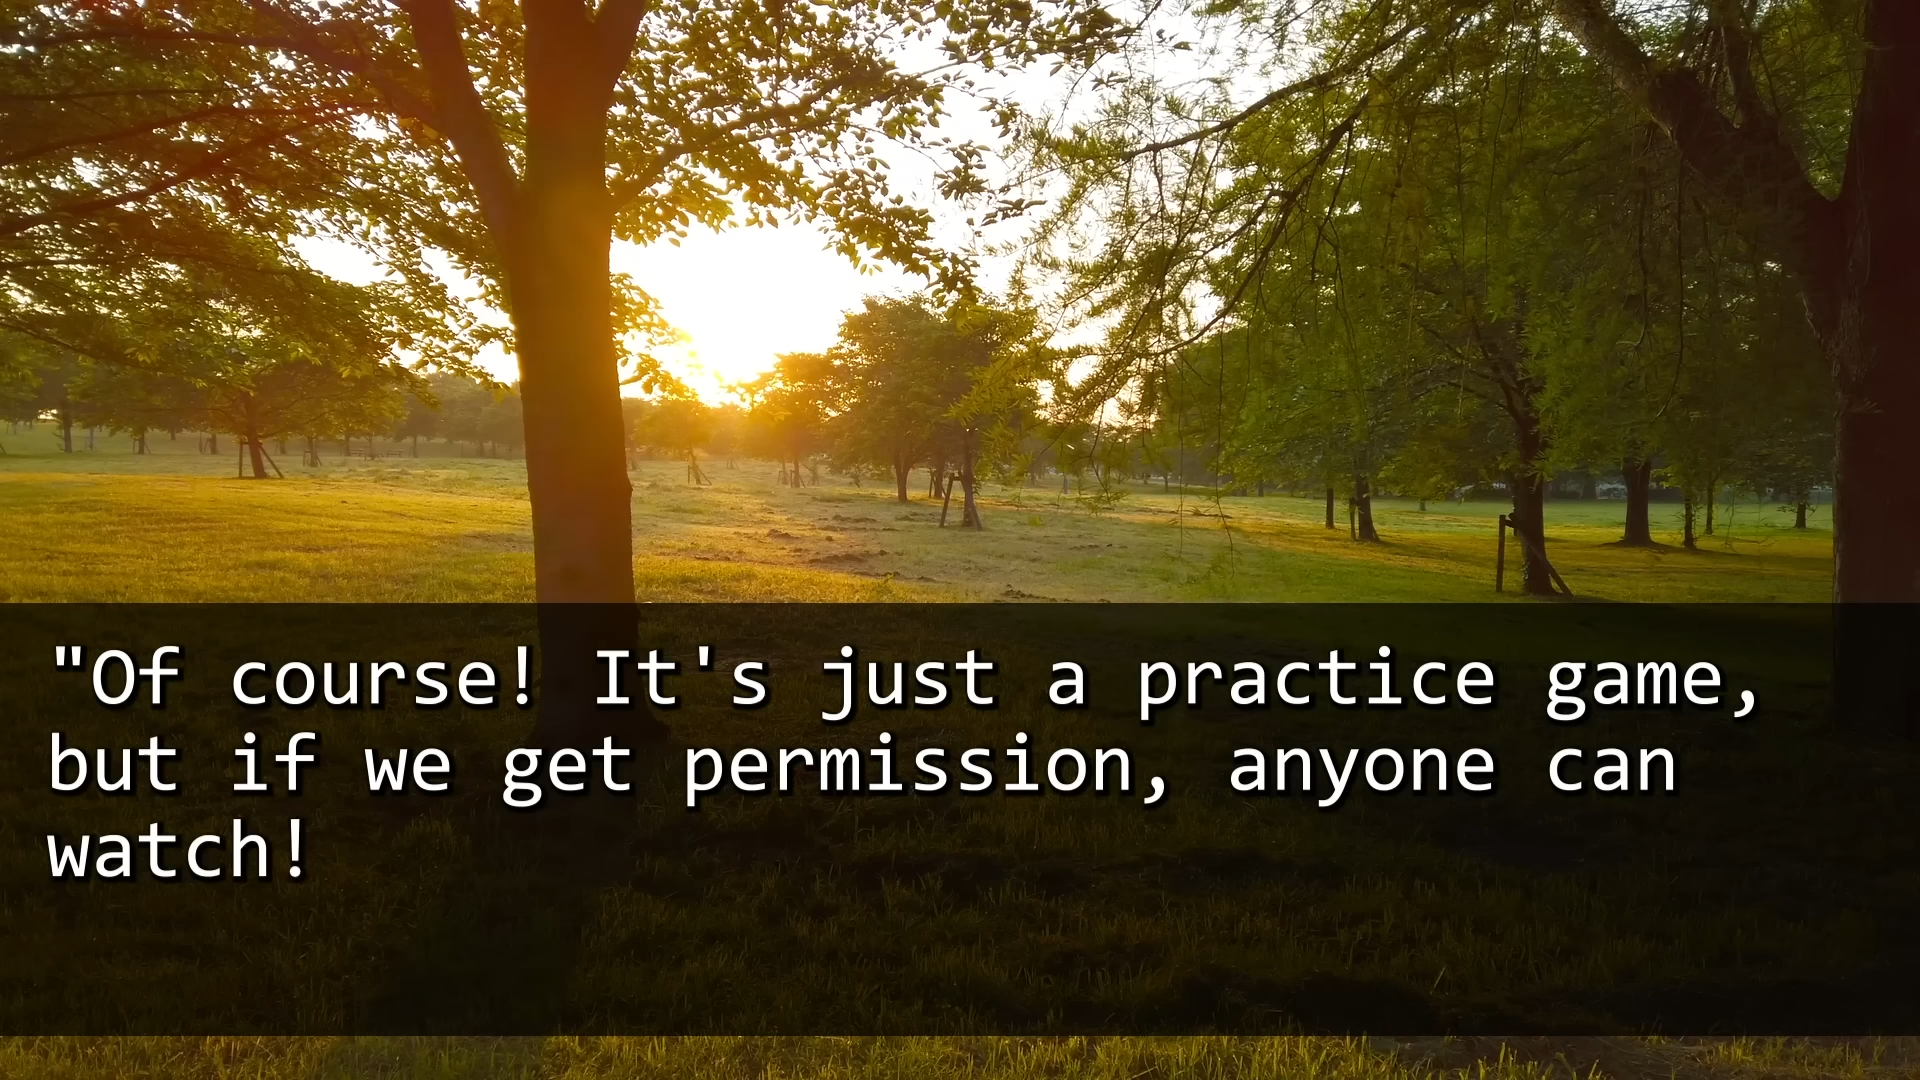 "Of course! It's just a practice game,
but if we get permission, anyone can
watch!